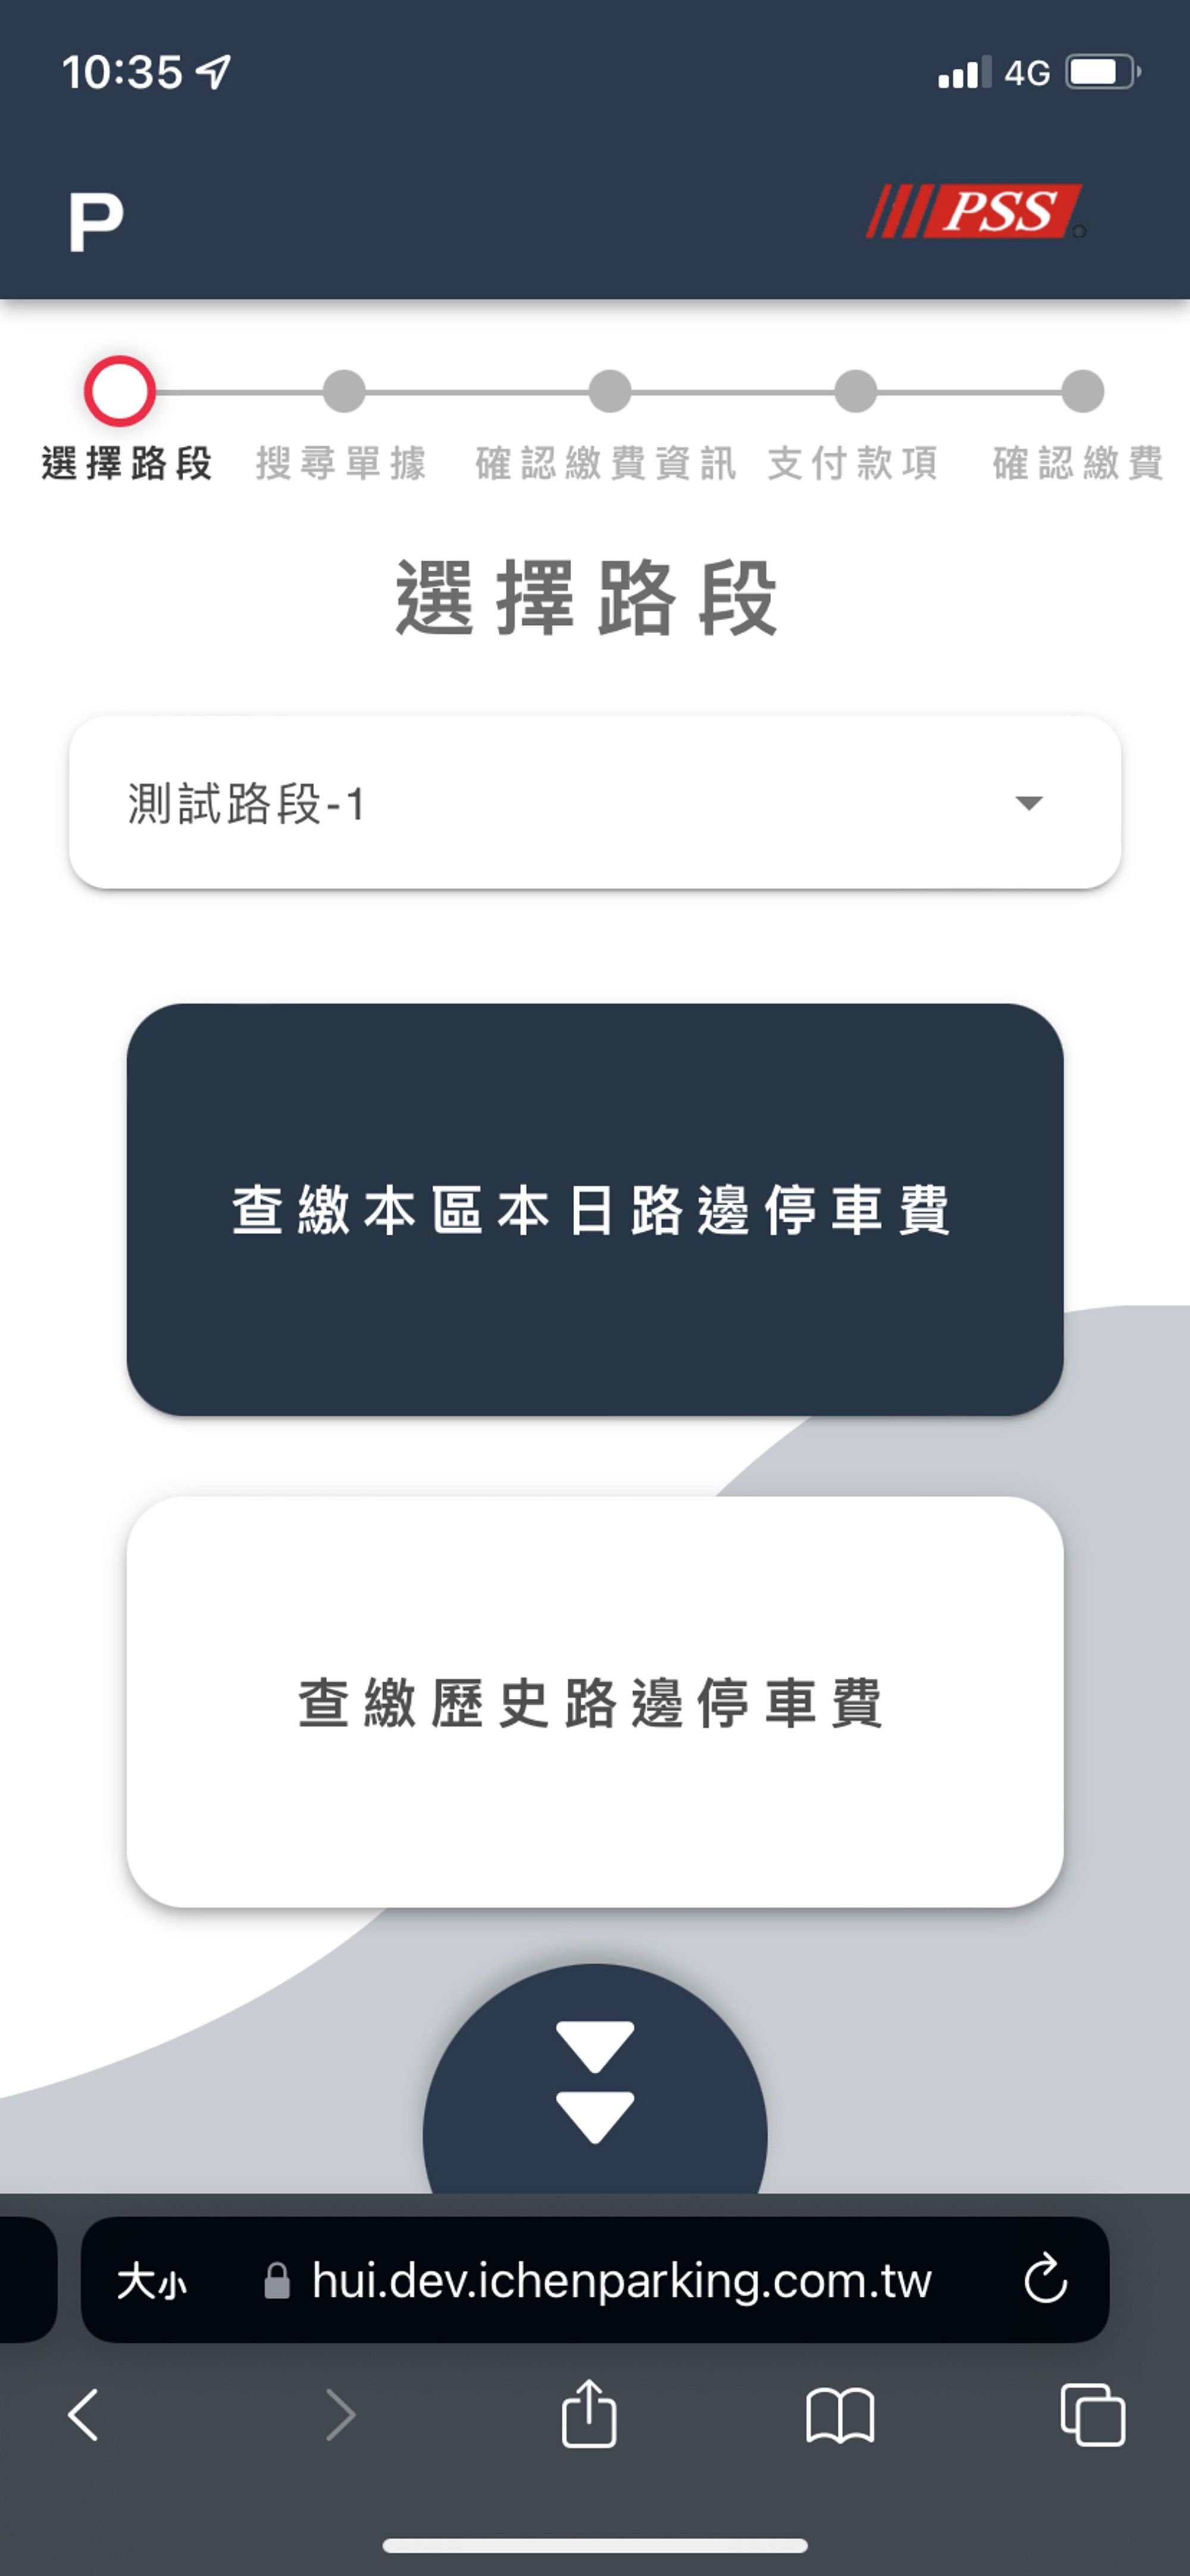 10:35 4G
P PSS
選擇路段 搜尋單據 確認繳費資訊 支付款項 確認繳費
選擇路段
測試路段-1
查繳本區本日路邊停車費
查繳歷史路邊停車費
大小 hui.dev.ichenparking.com.tw